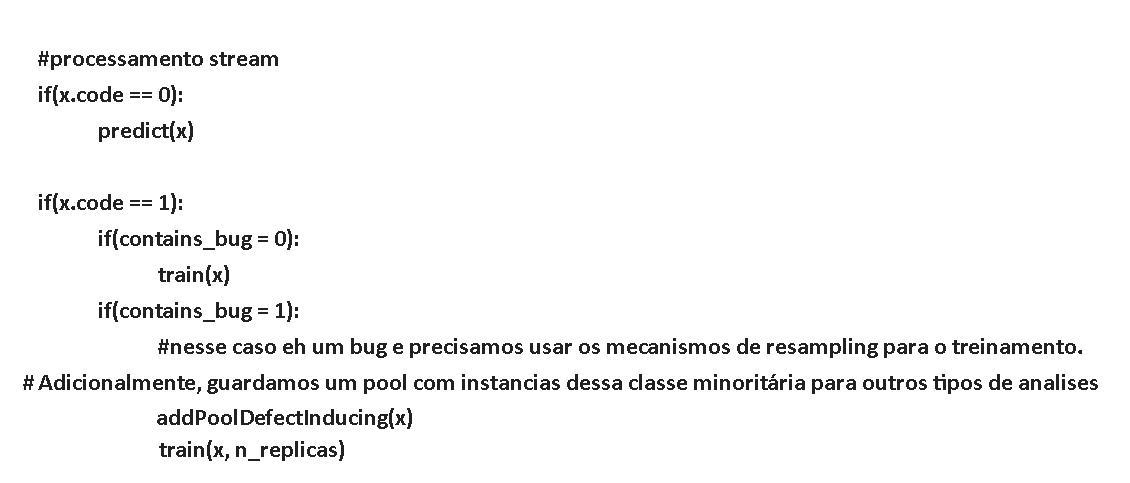 #processamento stream
if(x.code == 0):
predict(x)
if(x.code == 1):
if(contains_bug = 0):
train(x)
if(contains_bug = 1):
#nesse caso eh um bug e precisamos usar os mecanismos de resampling para o treinamento.
# Adicionalmente, guardamos um pool com instancias dessa classe minoritária para outros tipos de analises
addPoolDefectInducing(x)
train(x, n_replicas)